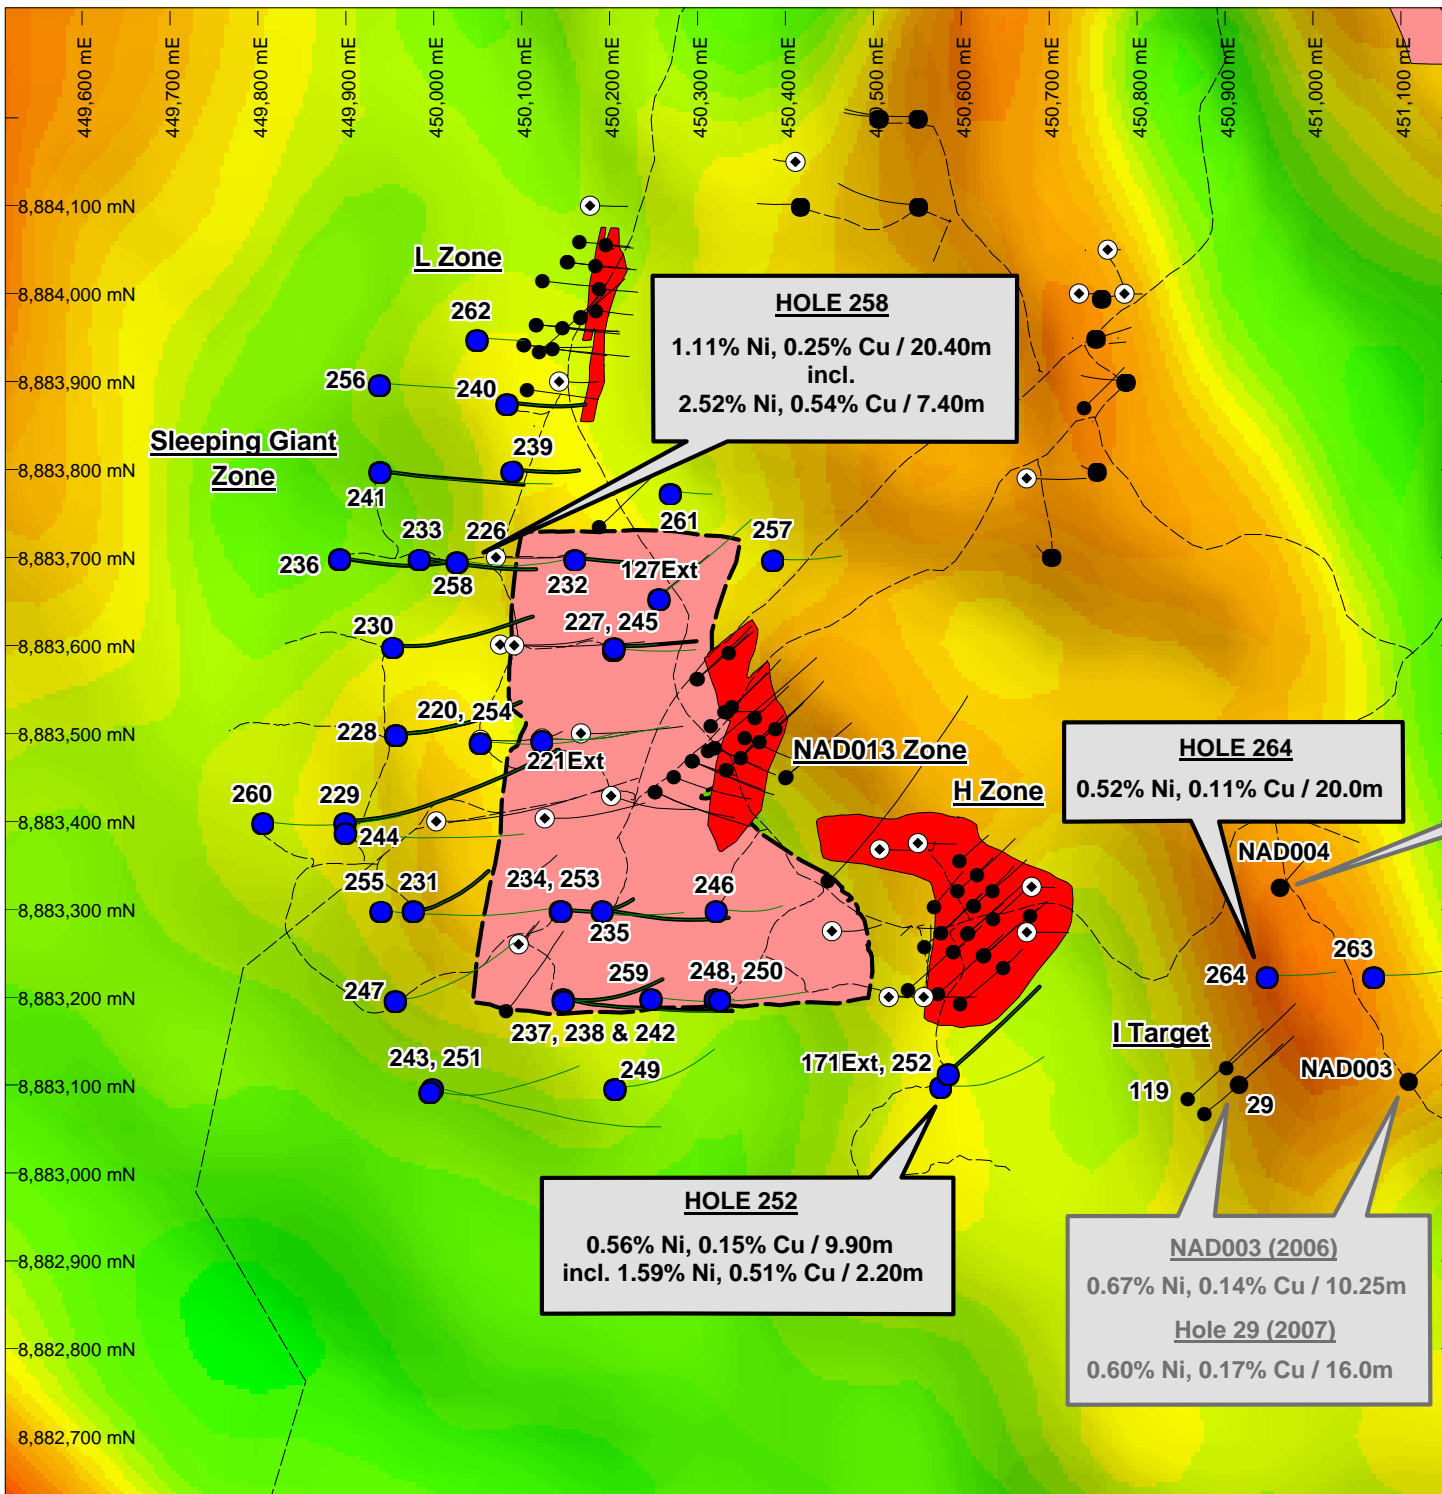 449,600 mE
449,700 mE
449,800 mE
449,900 mE
450,000 mE
450,100 mE
450,200 mE
450,300 mE
450,400 mE
450,500 mE
450,600 mE
450,700 mE
450,800 mE
450,900 mE
451,000 mE
451,100 mE
8,884,100 mN
L Zone
8,884,000 mN
HOLE 258
1.11% Ni, 0.25% Cu / 20.40m
incl.
2.52% Ni, 0.54% Cu / 7.40m
262
8,883,900 mN
256
240
Sleeping Giant
Zone
239
8,883,800 mN
241
261
233
226
257
8,883,700 mN
236
258
232
127Ext
230
227, 245
8,883,600 mN
220, 254
228
8,883,500 mN
221Ext
NAD013 Zone
HOLE 264
0.52% Ni, 0.11% Cu / 20.0m
H Zone
260
229
8,883,400 mN
244
NAD004
255
231
234, 253
246
8,883,300 mN
235
247
259
248, 250
264
263
8,883,200 mN
237, 238 & 242
I Target
243, 251
249
171Ext, 252
NAD003
8,883,100 mN
119
29
8,883,000 mN
HOLE 252
0.56% Ni, 0.15% Cu / 9.90m
incl. 1.59% Ni, 0.51% Cu / 2.20m
NAD003 (2006)
0.67% Ni, 0.14% Cu / 10.25m
Hole 29 (2007)
0.60% Ni, 0.17% Cu / 16.0m
8,882,900 mN
8,882,800 mN
8,882,700 mN